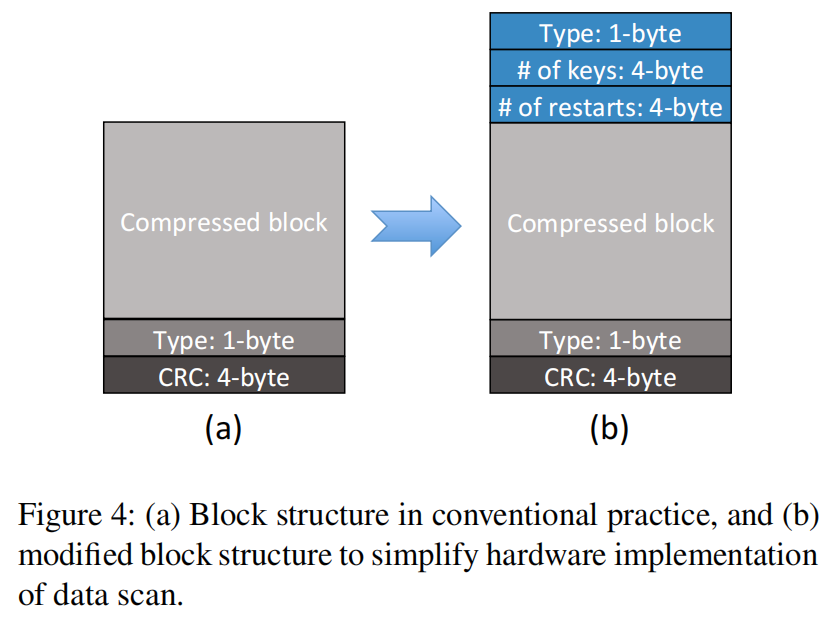 Compressed block
Type: 1-byte
CRC: 4-byte
(a)
Type: 1-byte
# of keys: 4-byte
# of restarts: 4-byte
Compressed block
Type: 1-byte
CRC: 4-byte
(b)
Figure 4: (a) Block structure in conventional practice, and (b)
modified block structure to simplify hardware implementation
of data scan.